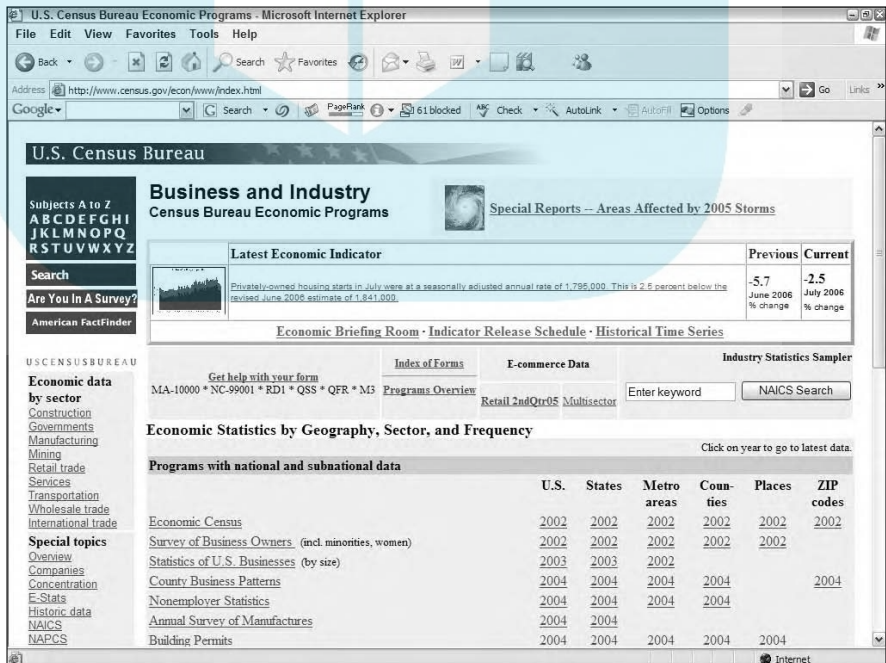 U.S. Census Bureau Economic Programs - Microsoft Internet Explorer
File Edit View Favorites Tools Help
Back Search Favorites
Address http://www.census.gov/econ/www/index.html Go Links »
Google Search PageRank 61 blocked ABC Check AutoLink AutoFill Options
U.S. Census Bureau
Subjects A to Z
A B C D E F G H I
J K L M N O P Q
R S T U V W X Y Z
Search
Are You In A Survey?
American FactFinder
Business and Industry
Census Bureau Economic Programs
Special Reports -- Areas Affected by 2005 Storms
Latest Economic Indicator Previous Current
Privately-owned housing starts in July were at a seasonally adjusted annual rate of 1,795,000. This is 2.5 percent below the
revised June 2006 estimate of 1,841,000.
-5.7
June 2006
% change
-2.5
July 2006
% change
Economic Briefing Room · Indicator Release Schedule · Historical Time Series
USCENSUSBUREAU
Economic data
by sector
Construction
Governments
Manufacturing
Mining
Retail trade
Services
Transportation
Wholesale trade
International trade
Special topics
Overview
Companies
Concentration
E-Stats
Historic data
NAICS
NAPCS
Get help with your form
MA-10000 * NC-99001 * RD1 * QSS * QFR * M3
Index of Forms
Programs Overview
E-commerce Data
Retail 2ndQtr05 Multisector
Industry Statistics Sampler
Enter keyword NAICS Search
Economic Statistics by Geography, Sector, and Frequency
Click on year to go to latest data.
Programs with national and subnational data
U.S. States Metro areas Coun- ties Places ZIP codes
Economic Census 2002 2002 2002 2002 2002 2002
Survey of Business Owners (incl. minorities, women) 2002 2002 2002 2002 2002
Statistics of U.S. Businesses (by size) 2003 2003 2002
County Business Patterns 2004 2004 2004 2004 2004
Nonemployer Statistics 2004 2004 2004 2004
Annual Survey of Manufactures 2004 2004
Building Permits 2004 2004 2004 2004 2004
Internet